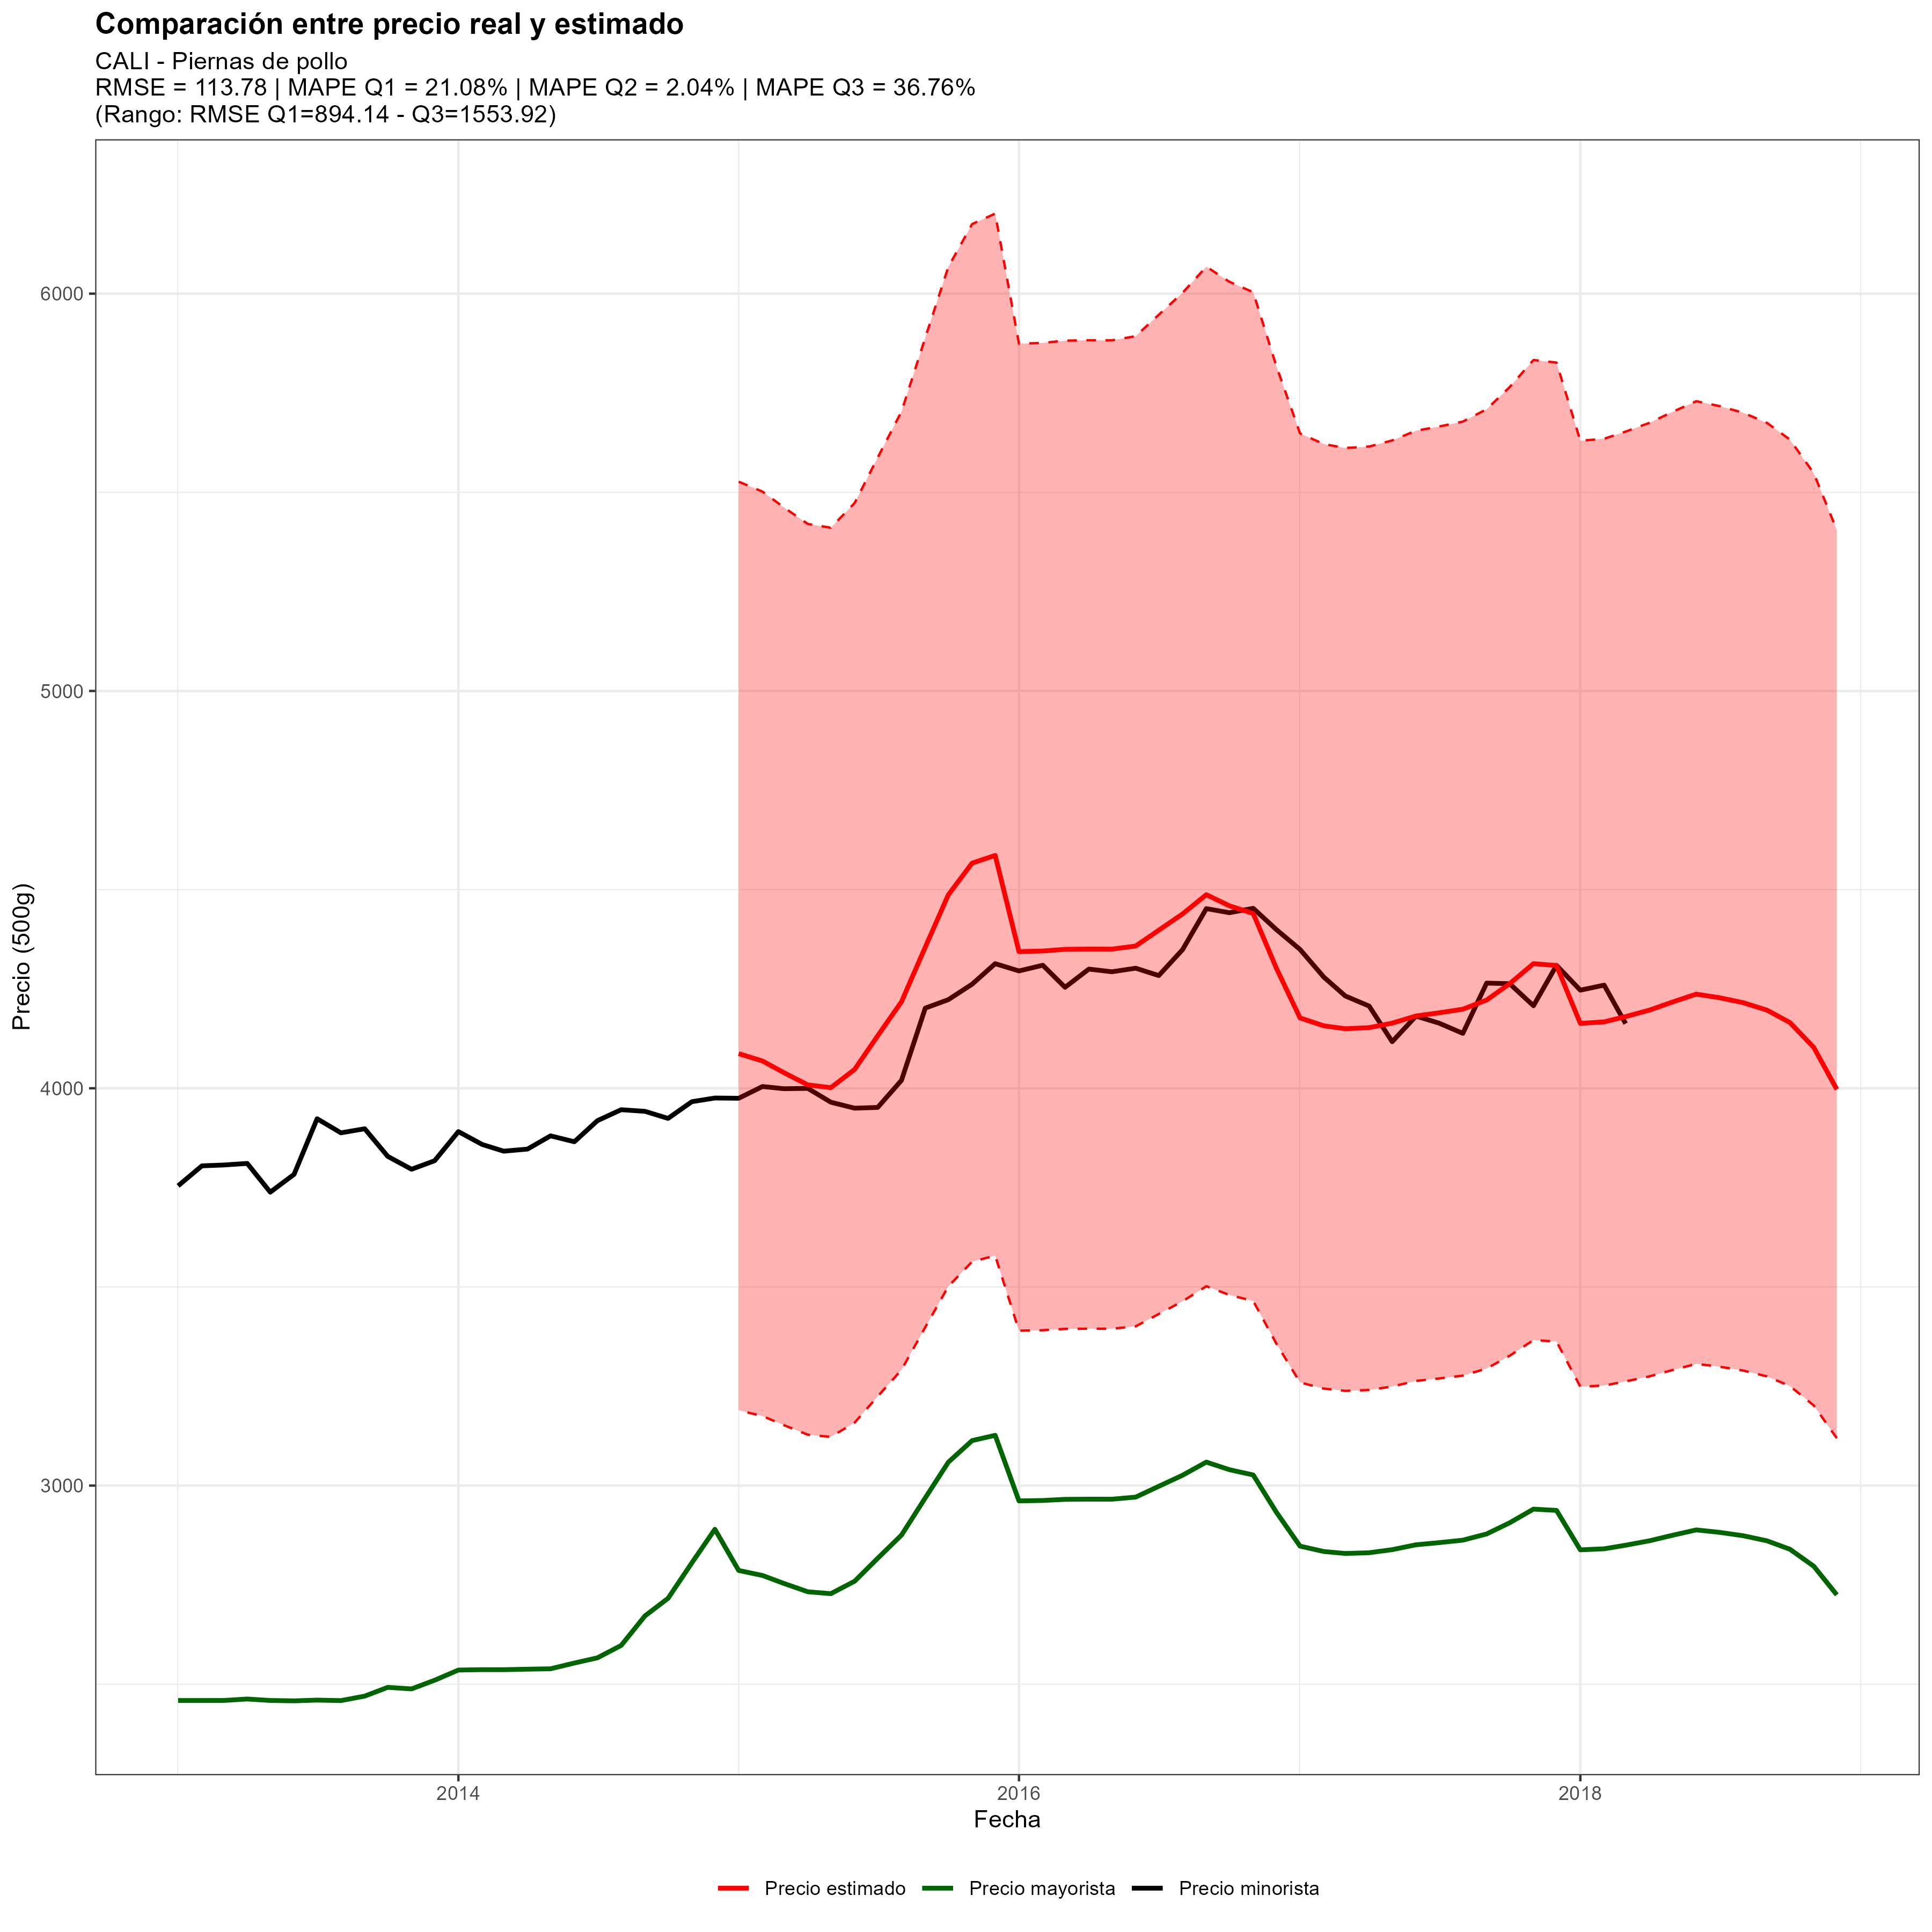 Comparación entre precio real y estimado
CALI - Piernas de pollo
RMSE = 113.78 | MAPE Q1 = 21.08% | MAPE Q2 = 2.04% | MAPE Q3 = 36.76%
(Rango: RMSE Q1=894.14 - Q3=1553.92)
Precio (500g)
6000
5000
4000
3000
2014
2016
2018
Fecha
Precio estimado
Precio mayorista
Precio minorista